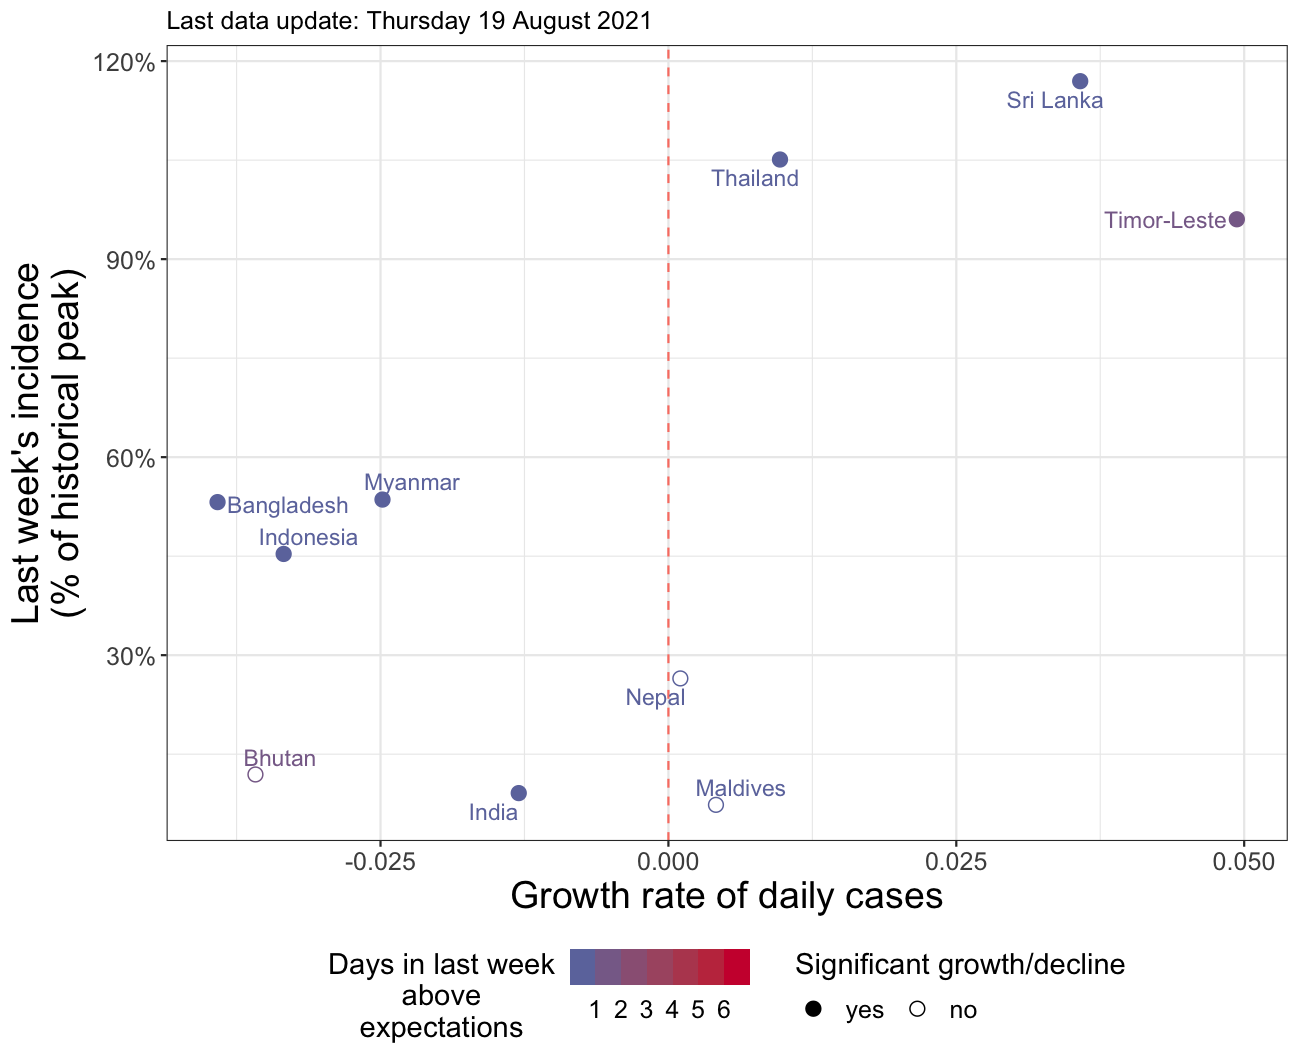 Last data update: Thursday 19 August 2021
120%
90%
60%
30%
Last week's incidence
(% of historical peak)
Sri Lanka
Thailand
Timor-Leste
Myanmar
Bangladesh
Indonesia
Nepal
Bhutan
Maldives
India
-0.025
0.000
0.025
0.050
Growth rate of daily cases
Days in last week
above
expectations
1 2 3 4 5 6
Significant growth/decline
yes no